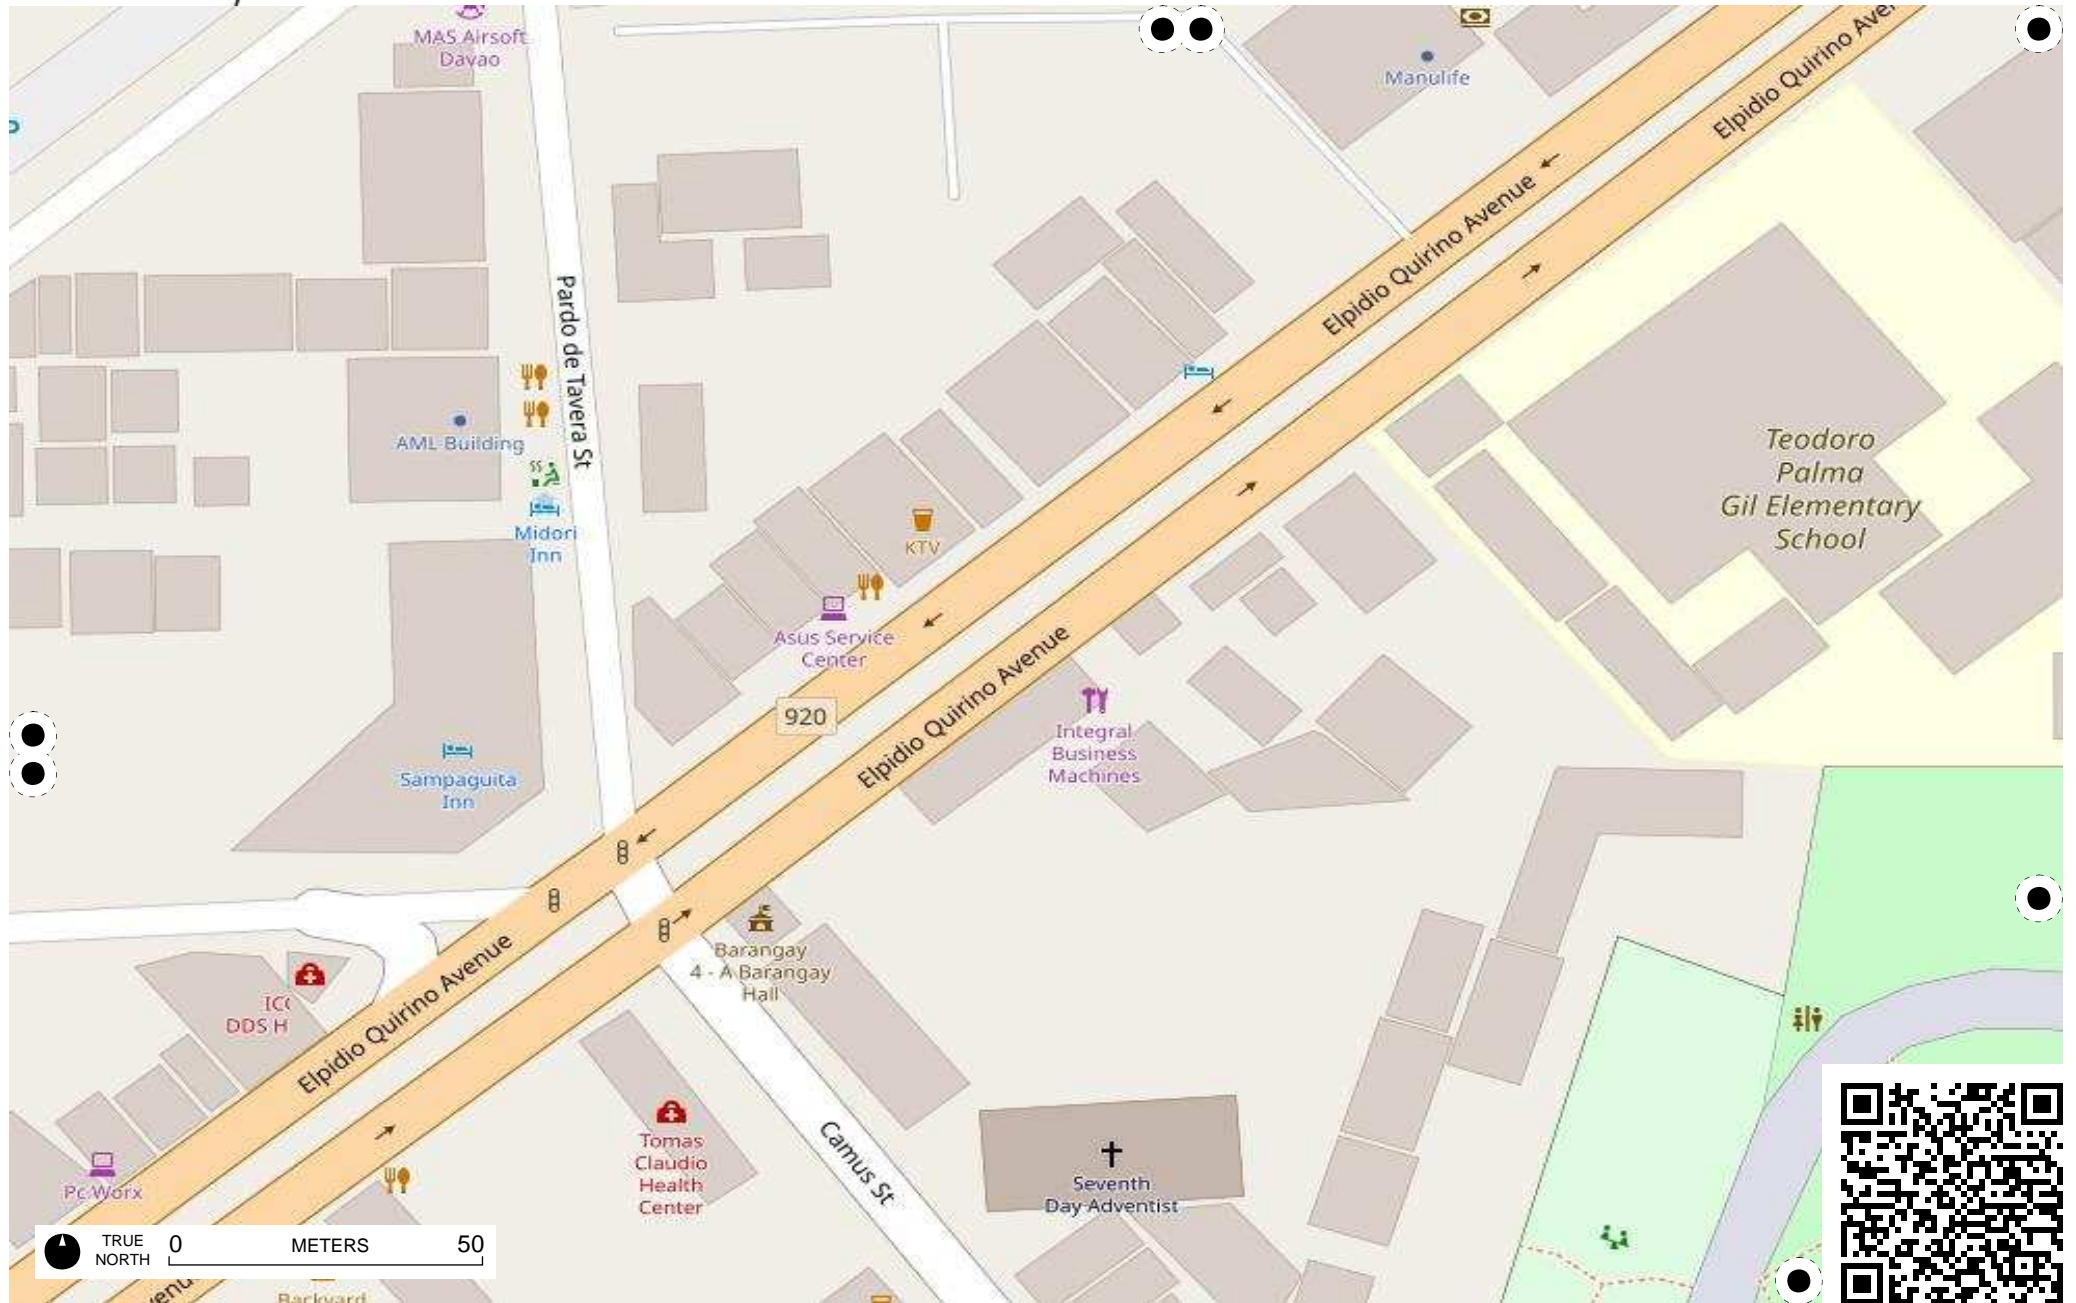 MAS Airsoft
Davao
Manulife
Elpidio Quirino Aven
Elpidio Quirino Avenue
Pardo de Tavera St
AML Building
Midori
Inn
KTV
Teodoro
Palma
Gil Elementary
School
Asus Service
Center
920
Elpidio Quirino Avenue
Integral
Business
Machines
Sampaguita
Inn
Barangay
4 - A Barangay
Hall
DDS H
Elpidio Quirino Avenue
Tomas
Claudio
Health
Center
Camus St
Seventh
Day Adventist
Pc Worx
TRUE
NORTH
0 METERS 50
Backyard